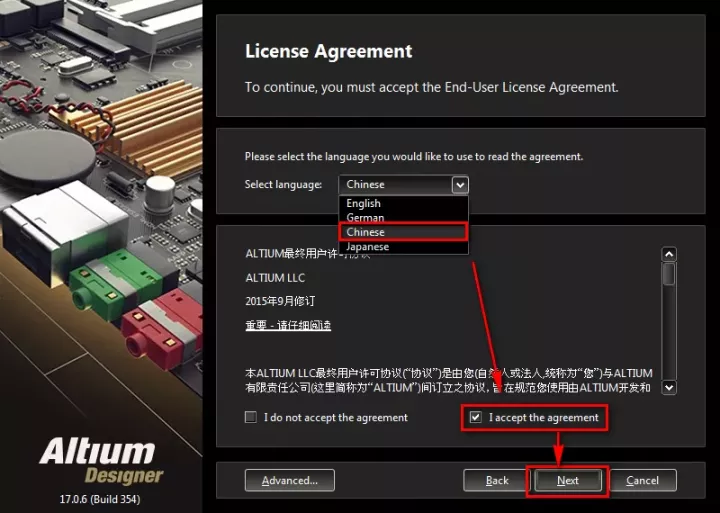 License Agreement
To continue, you must accept the End-User License Agreement.
Please select the language you would like to use to read the agreement.
Select language: Chinese
English
German
Chinese
Japanese
ALTIUM最终用户许可协议
ALTIUM LLC
2015年9月修订
重要 - 请仔细阅读
本ALTIUM LLC最终用户许可协议(“协议”)是由您(自然人或法人,统称为“您”)与ALTIUM
有限责任公司(这里简称为“ALTIUM”)间订立之协议, 旨在规范您使用由ALTIUM开发和
I do not accept the agreement
I accept the agreement
Altium
Designer
17.0.6 (Build 354)
Advanced...
Back
Next
Cancel